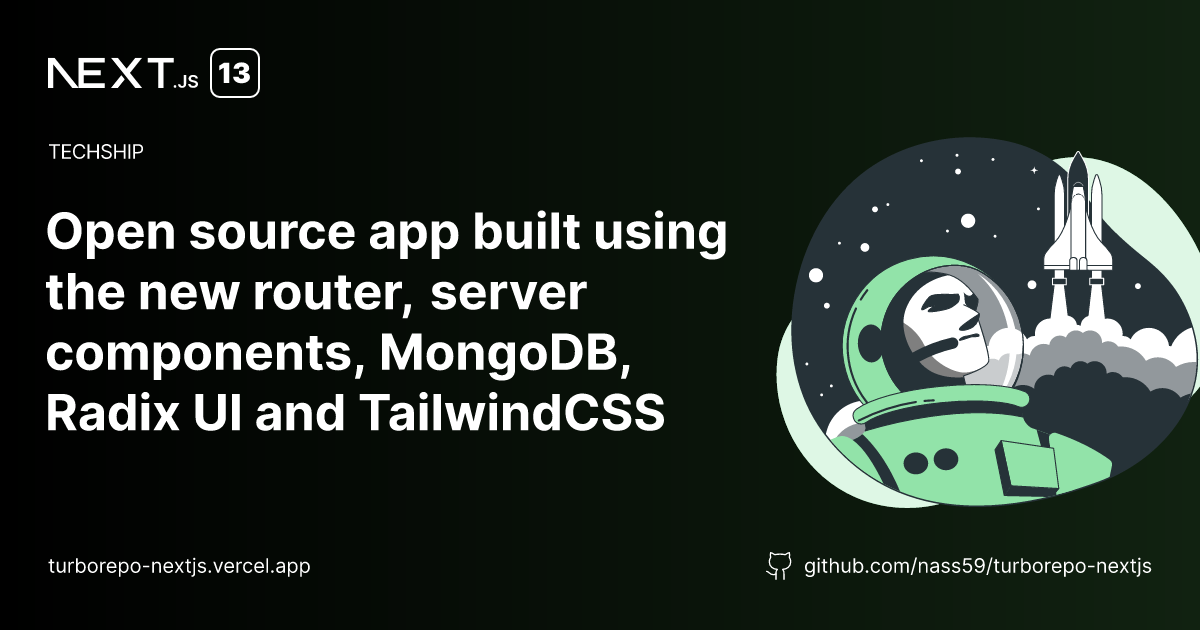 NEXT.JS 13
TECHSHIP
Open source app built using
the new router, server
components, MongoDB,
Radix UI and TailwindCSS
turborepo-nextjs.vercel.app
github.com/nass59/turborepo-nextjs